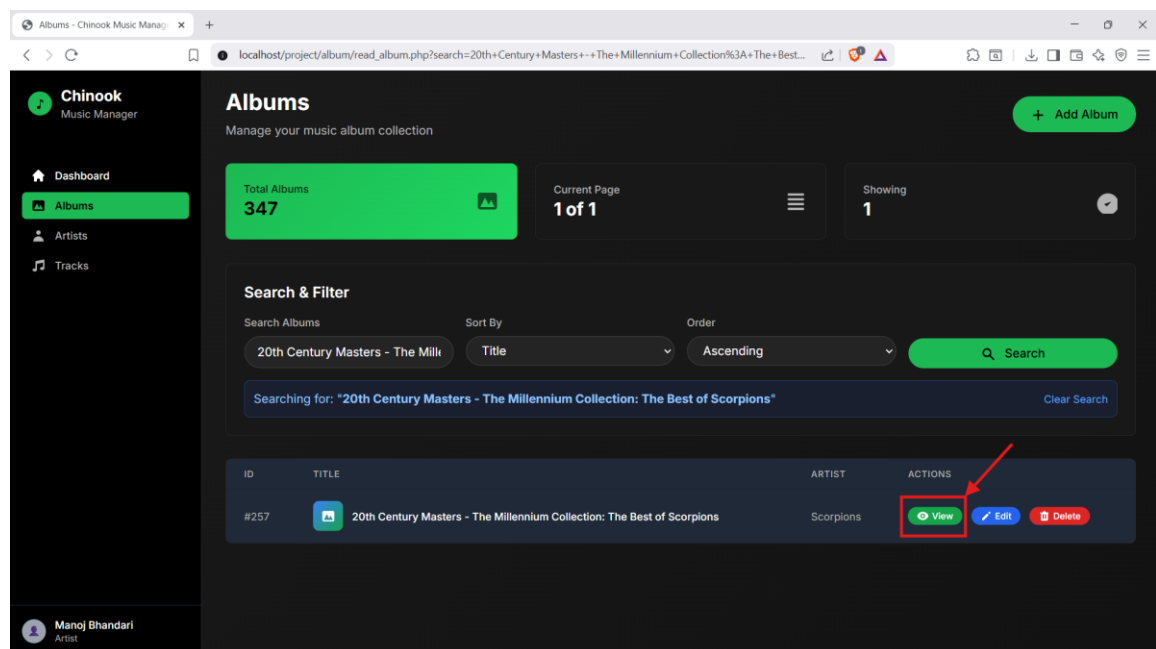 Albums - Chinook Music Manag
localhost/project/album/read_album.php?search=20th+Century+Masters+-+The+Millennium+Collection%3A+The+Best...
Chinook
Music Manager
Dashboard
Albums
Artists
Tracks
Manoj Bhandari
Artist
Albums
Manage your music album collection
+ Add Album
Total Albums
347
Current Page
1 of 1
Showing
1
Search & Filter
Search Albums
Sort By
Order
20th Century Masters - The Mille
Title
Ascending
Search
Searching for: "20th Century Masters - The Millennium Collection: The Best of Scorpions"
Clear Search
ID TITLE ARTIST ACTIONS
#257 20th Century Masters - The Millennium Collection: The Best of Scorpions Scorpions View Edit Delete